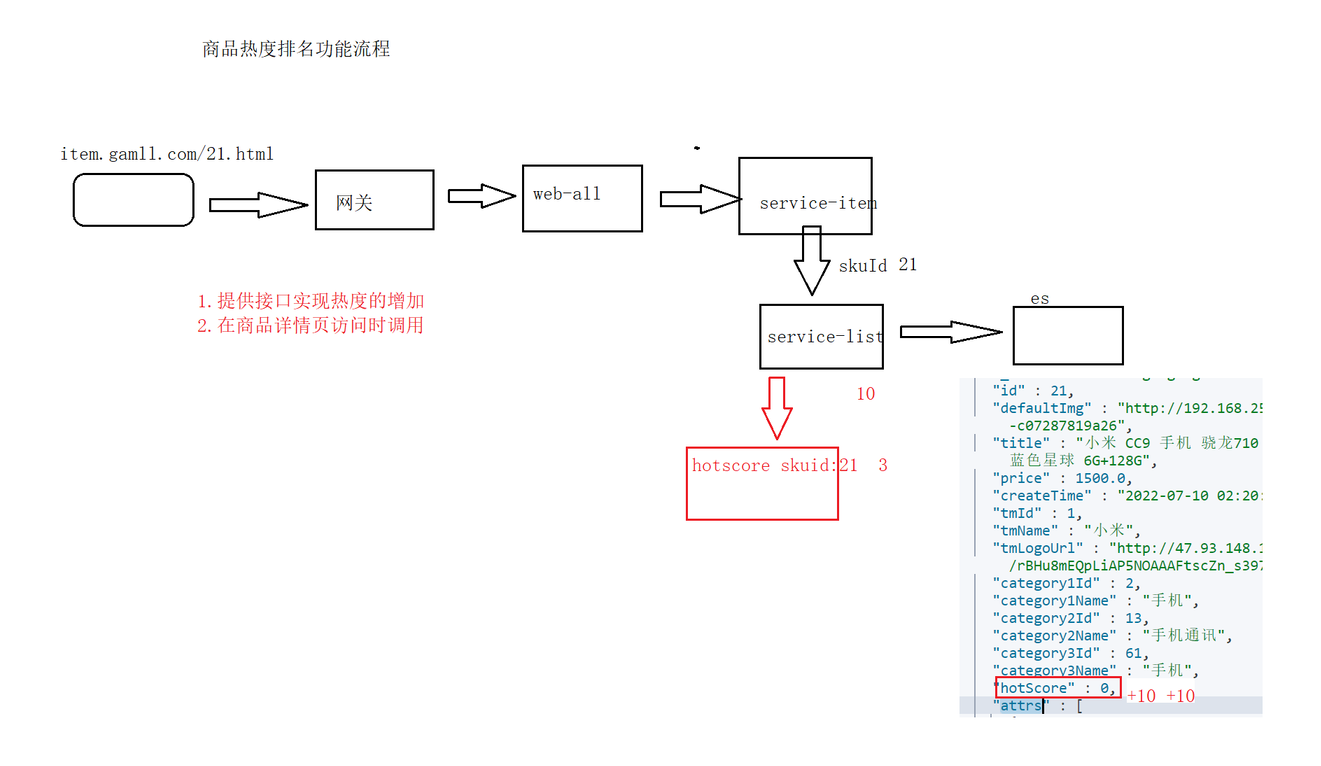 商品热度排名功能流程
item.gamll.com/21.html
网关
web-all
service-item
skuId 21
1.提供接口实现热度的增加
2.在商品详情页访问时调用
es
service-list
10
hotscore skuid:21 3
"id" : 21,
"defaultImg" : "http://192.168.25
-c07287819a26",
"title" : "小米 CC9 手机 骁龙710
蓝色星球 6G+128G",
"price" : 1500.0,
"createTime" : "2022-07-10 02:20:
"tmId" : 1,
"tmName" : "小米",
"tmLogoUrl" : "http://47.93.148.1
/rBHu8mEQpLiAP5NOAAAFtscZn_s397
"category1Id" : 2,
"category1Name" : "手机",
"category2Id" : 13,
"category2Name" : "手机通讯",
"category3Id" : 61,
"category3Name" : "手机",
"hotScore" : 0, +10 +10
"attrs" : [